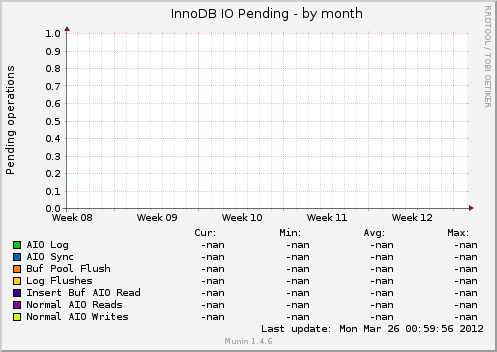 InnoDB IO Pending - by month
RRDTOOL / TOBI OETIKER
Pending operations
1.0
0.9
0.8
0.7
0.6
0.5
0.4
0.3
0.2
0.1
0.0
Week 08 Week 09 Week 10 Week 11 Week 12
Cur: Min: Avg: Max:
AIO Log -nan -nan -nan -nan
AIO Sync -nan -nan -nan -nan
Buf Pool Flush -nan -nan -nan -nan
Log Flushes -nan -nan -nan -nan
Insert Buf AIO Read -nan -nan -nan -nan
Normal AIO Reads -nan -nan -nan -nan
Normal AIO Writes -nan -nan -nan -nan
Last update: Mon Mar 26 00:59:56 2012
Munin 1.4.6